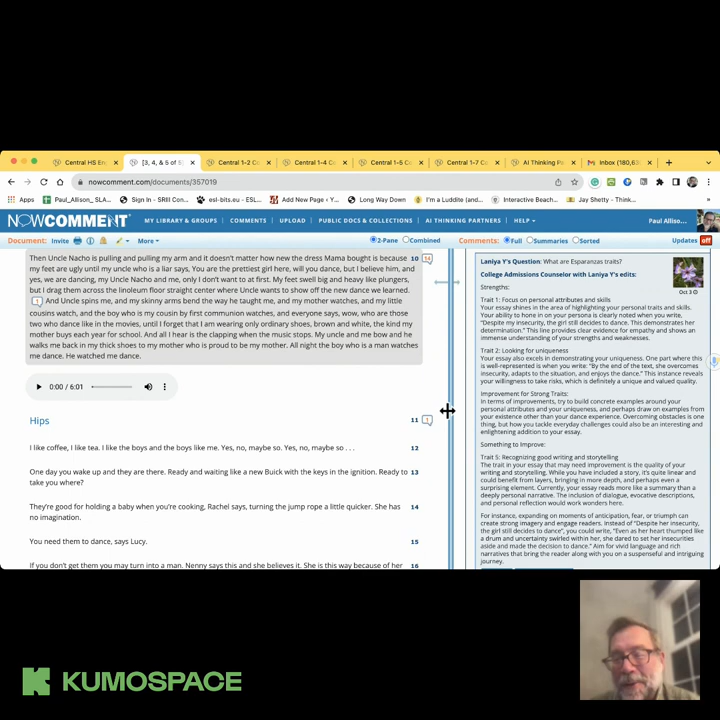 Central HS En
[3, 4, & 5 of 5
Central 1-2 C
Central 1-4 C
Central 1-5 C
Central 1-7 C
AI Thinking P
Inbox (180,63
nowcomment.com/documents/357019
Apps
Paul_Allison_SRII...
Sign In - SRII Con...
esl-bits.eu - ESL...
Add New Page ‹ Y...
Long Way Down
I'm a Luddite (and...
Interactive Beach...
Jay Shetty - Think...
NOWCOMMENT
MY LIBRARY & GROUPS
COMMENTS
UPLOAD
PUBLIC DOCS & COLLECTIONS
AI THINKING PARTNERS
HELP
Paul Alliso...
Document: Invite
More
2-Pane
Combined
Comments:
Full
Summaries
Sorted
Updates off
Then Uncle Nacho is pulling and pulling my arm and it doesn't matter how new the dress Mama bought is because 10 14
my feet are ugly until my uncle who is a liar says, You are the prettiest girl here, will you dance, but I believe him, and
yes, we are dancing, my Uncle Nacho and me, only I don't want to at first. My feet swell big and heavy like plungers,
but I drag them across the linoleum floor straight center where Uncle wants to show off the new dance we learned.
1 And Uncle spins me, and my skinny arms bend the way he taught me, and my mother watches, and my little
cousins watch, and the boy who is my cousin by first communion watches, and everyone says, wow, who are those
two who dance like in the movies, until I forget that I am wearing only ordinary shoes, brown and white, the kind my
mother buys each year for school. And all I hear is the clapping when the music stops. My uncle and me bow and he
walks me back in my thick shoes to my mother who is proud to be my mother. All night the boy who is a man watches
me dance. He watched me dance.
0:00 / 6:01
Hips 11 1
I like coffee, I like tea. I like the boys and the boys like me. Yes, no, maybe so. Yes, no, maybe so . . . 12
One day you wake up and they are there. Ready and waiting like a new Buick with the keys in the ignition. Ready to 13
take you where?
They're good for holding a baby when you're cooking, Rachel says, turning the jump rope a little quicker. She has 14
no imagination.
You need them to dance, says Lucy. 15
If you don't get them you may turn into a man. Nenny says this and she believes it. She is this way because of her 16
Laniya Y's Question: What are Esparanzas traits?
College Admissions Counselor with Laniya Y's edits:
Oct 3
Strengths:
Trait 1: Focus on personal attributes and skills
Your essay shines in the area of highlighting your personal traits and skills.
Your ability to hone in on your persona is clearly noted when you write,
"Despite my insecurity, the girl still decides to dance. This demonstrates her
determination." This line provides clear evidence for empathy and shows an
immense understanding of your strengths and weaknesses.
Trait 2: Looking for uniqueness
Your essay also excels in demonstrating your uniqueness. One part where this
is well-represented is when you write: "By the end of the text, she overcomes
insecurity, adapts to the situation, and enjoys the dance." This instance reveals
your willingness to take risks, which is definitely a unique and valued quality.
Improvement for Strong Traits:
In terms of improvements, try to build concrete examples around your
personal attributes and your uniqueness, and perhaps draw on examples from
your existence other than your dance experience. Overcoming obstacles is one
thing, but how you tackle everyday challenges could also be an interesting and
enlightening addition to your essay.
Something to Improve:
Trait 5: Recognizing good writing and storytelling
The trait in your essay that may need improvement is the quality of your
writing and storytelling. While you have included a story, it's quite linear and
could benefit from layers, bringing in more depth, and perhaps even a
surprising element. Currently, your essay reads more like a summary than a
deeply personal narrative. The inclusion of dialogue, evocative descriptions,
and personal reflection would work wonders here.
For instance, expanding on moments of anticipation, fear, or triumph can
create strong imagery and engage readers. Instead of "Despite her insecurity,
the girl still decides to dance", you could write, "Even as her heart thumped like
a drum and uncertainty swirled within her, she dared to set her insecurities
aside and made the decision to dance." Aim for vivid language and rich
narratives that bring the reader along with you on a suspenseful and intriguing
journey.
KUMOSPACE